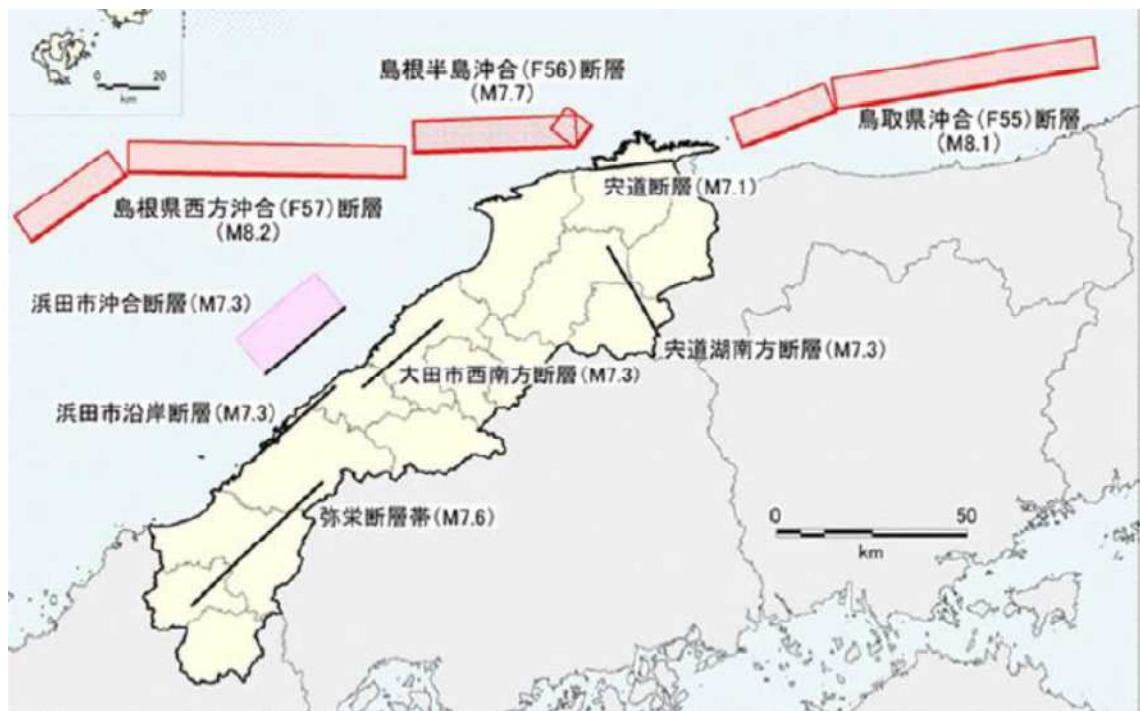 0 20
km
島根半島沖合(F56)断層
(M7.7)
鳥取県沖合(F55)断層
(M8.1)
宍道断層(M7.1)
島根県西方沖合(F57)断層
(M8.2)
浜田市沖合断層(M7.3)
宍道湖南方断層(M7.3)
大田市西南方断層(M7.3)
浜田市沿岸断層(M7.3)
弥栄断層帯(M7.6)
0 50
km